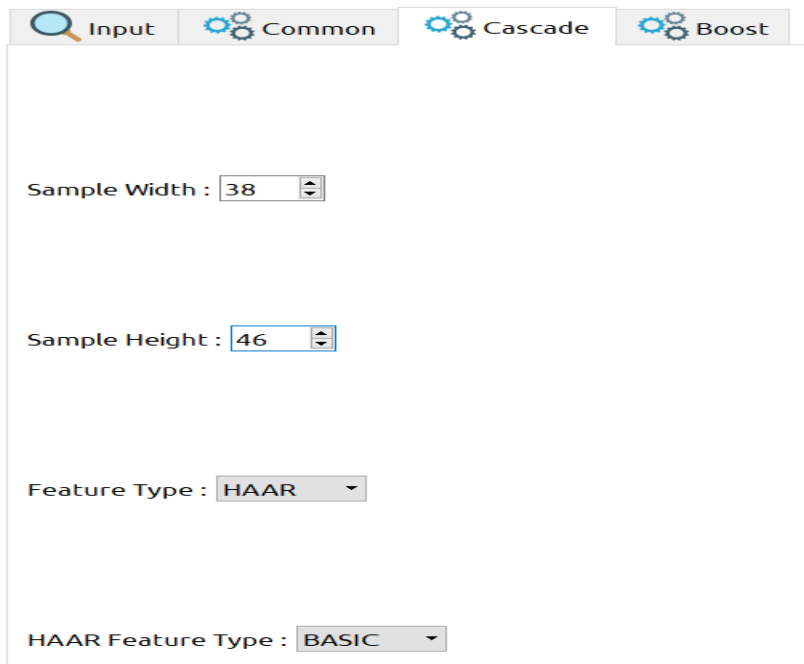 Input Common Cascade Boost
Sample Width : 38
Sample Height : 46
Feature Type : HAAR
HAAR Feature Type : BASIC